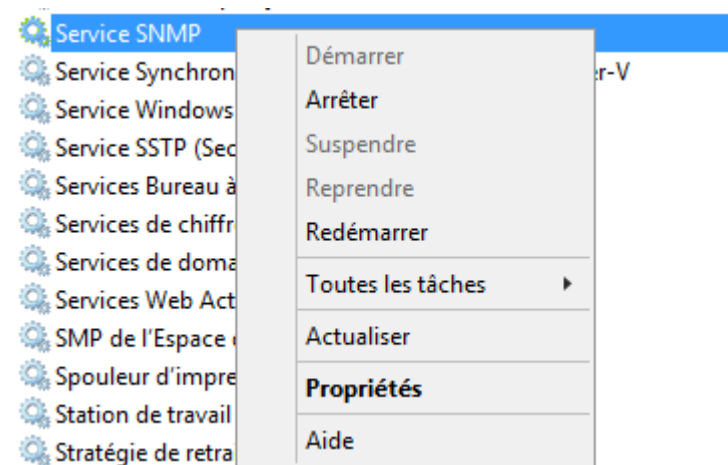 Service SNMP
Service Synchron er-V
Service Windows
Service SSTP (Sec
Services Bureau à
Services de chiffr
Services de doma
Services Web Act
SMP de l'Espace
Spouleur d'impre
Station de travail
Stratégie de retra
Démarrer
Arrêter
Suspendre
Reprendre
Redémarrer
Toutes les tâches
Actualiser
Propriétés
Aide